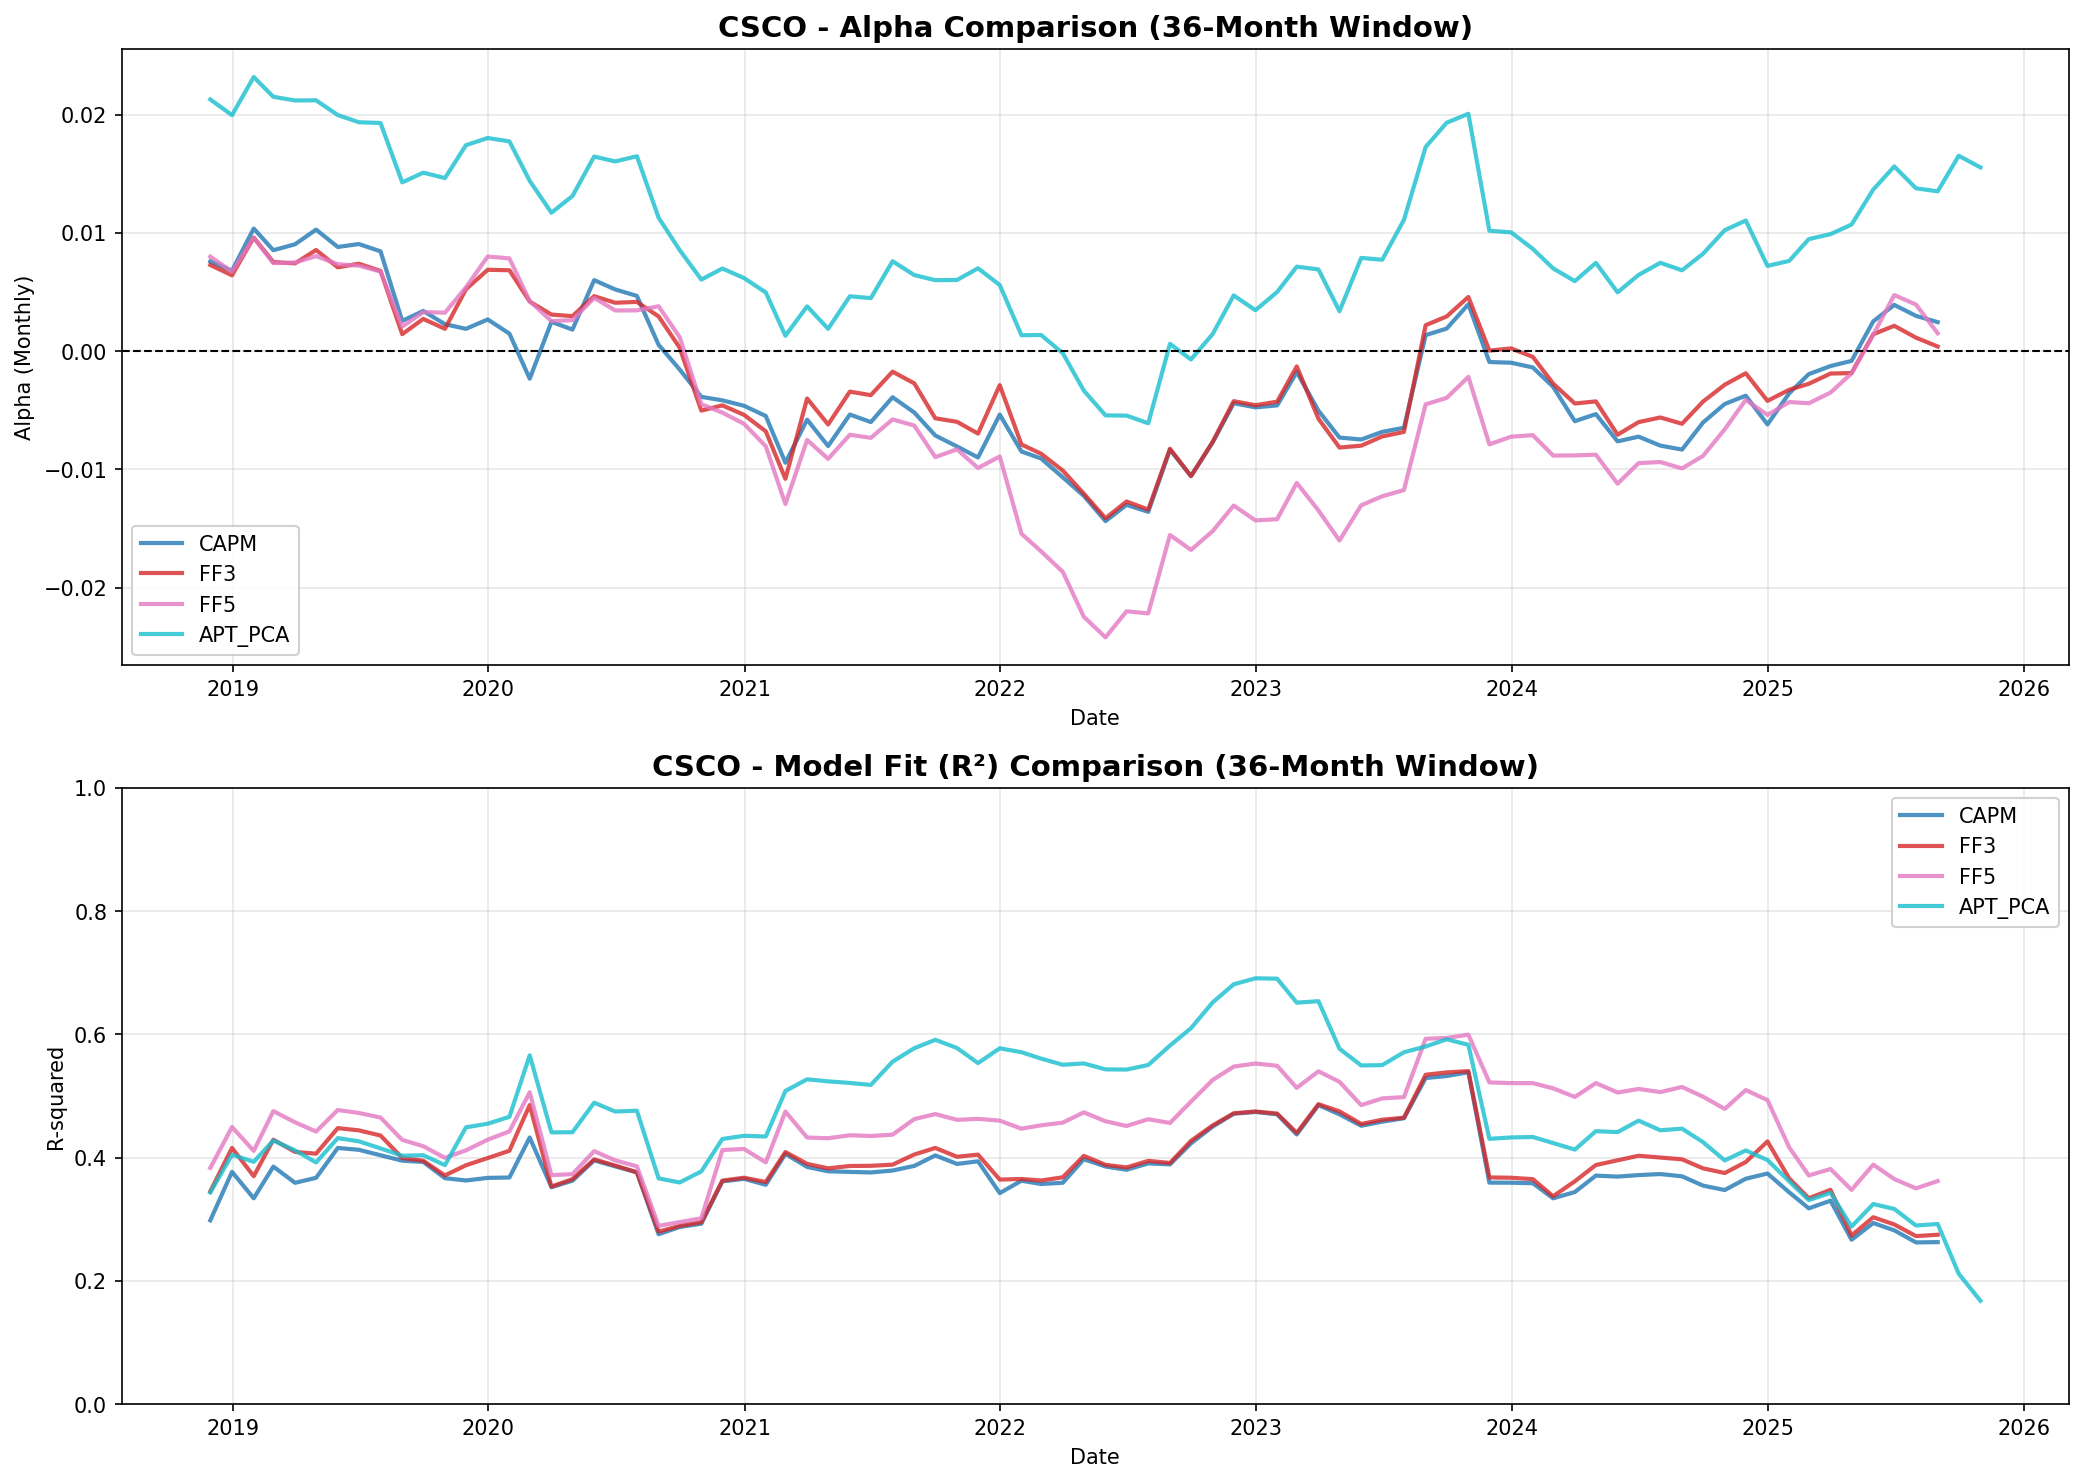 CSCO - Alpha Comparison (36-Month Window)
Alpha (Monthly)
0.02
0.01
0.00
−0.01
−0.02
CAPM
FF3
FF5
APT_PCA
2019 2020 2021 2022 2023 2024 2025 2026
Date
CSCO - Model Fit (R²) Comparison (36-Month Window)
R-squared
1.0
0.8
0.6
0.4
0.2
0.0
CAPM
FF3
FF5
APT_PCA
2019 2020 2021 2022 2023 2024 2025 2026
Date